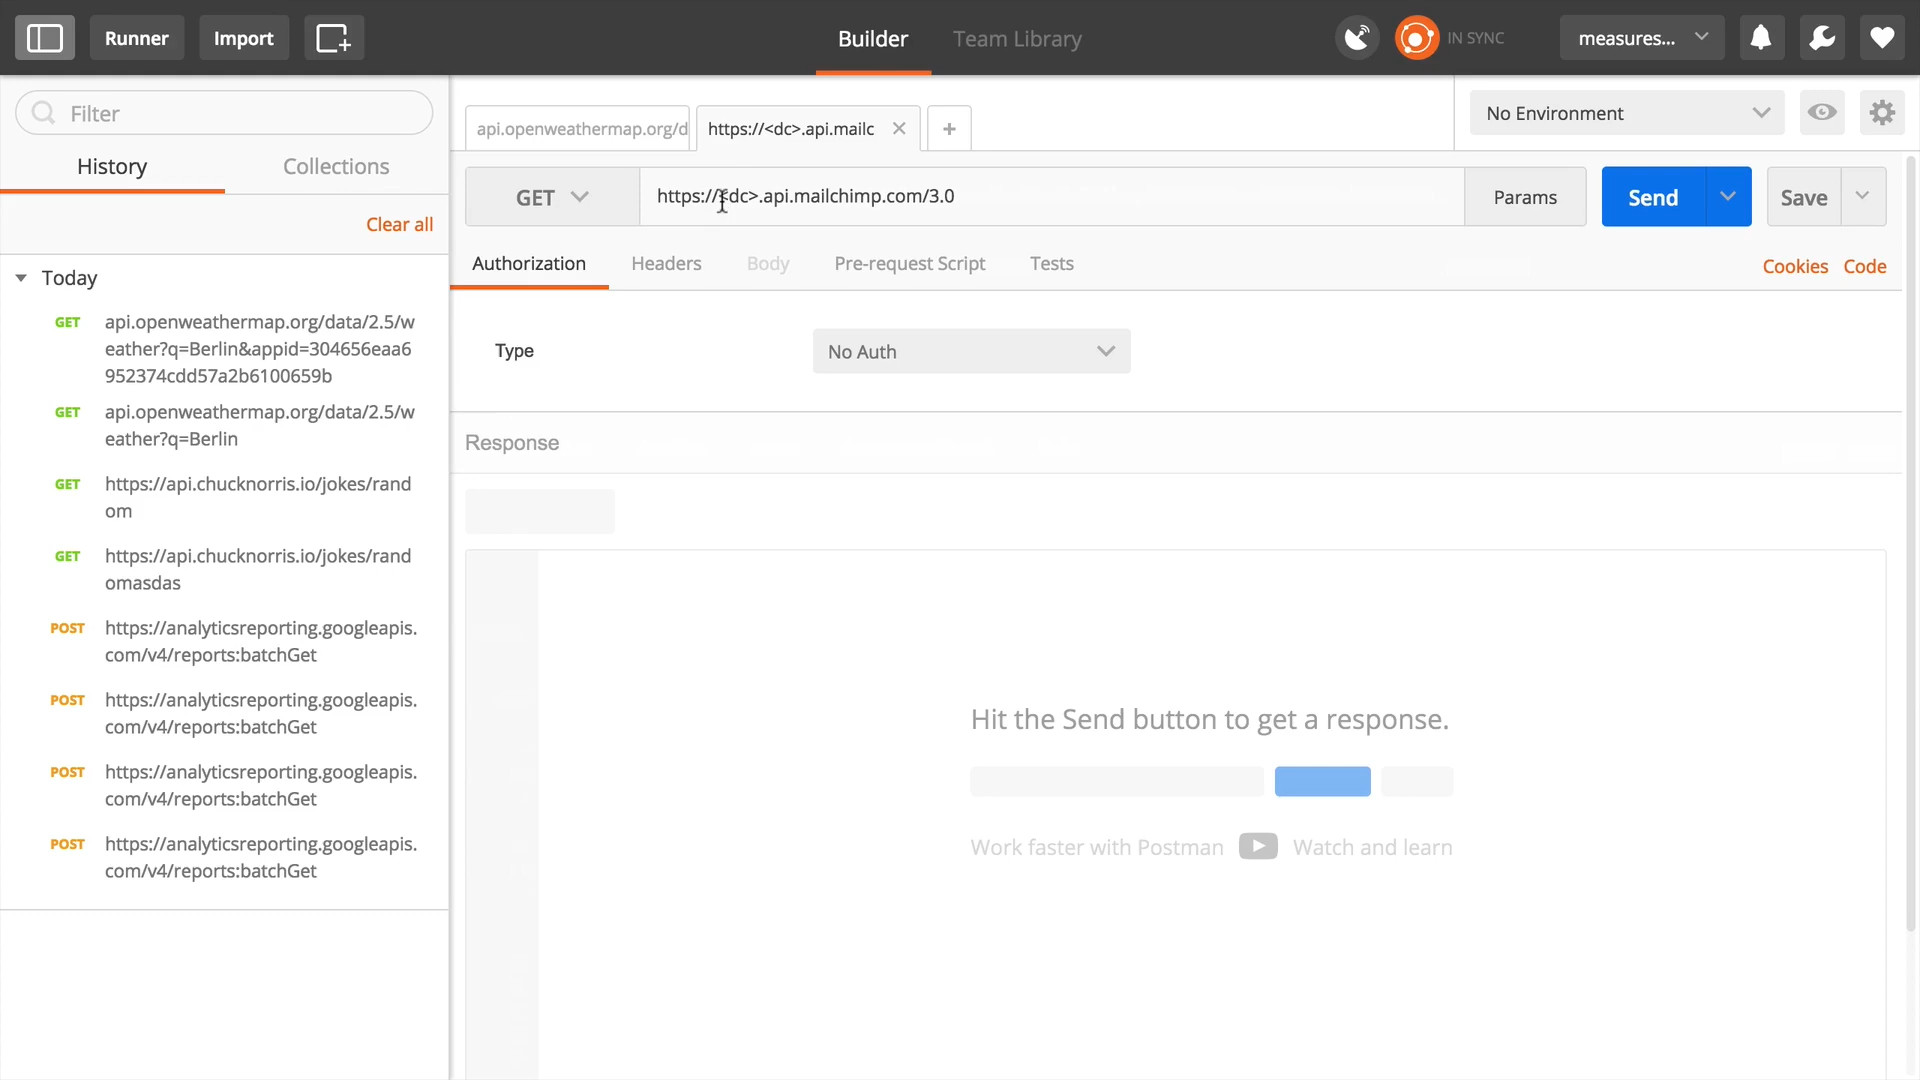 Runner
Import
Builder
Team Library
IN SYNC
measures...
Filter
History
Collections
Clear all
Today
GET
api.openweathermap.org/data/2.5/w
eather?q=Berlin&appid=304656eaa6
952374cdd57a2b6100659b
GET
api.openweathermap.org/data/2.5/w
eather?q=Berlin
GET
https://api.chucknorris.io/jokes/rand
om
GET
https://api.chucknorris.io/jokes/rand
omasdas
POST
https://analyticsreporting.googleapis.
com/v4/reports:batchGet
POST
https://analyticsreporting.googleapis.
com/v4/reports:batchGet
POST
https://analyticsreporting.googleapis.
com/v4/reports:batchGet
POST
https://analyticsreporting.googleapis.
com/v4/reports:batchGet
api.openweathermap.org/d
https://<dc>.api.mailc
No Environment
GET
https://<dc>.api.mailchimp.com/3.0
Params
Send
Save
Authorization
Headers
Body
Pre-request Script
Tests
Cookies
Code
Type
No Auth
Response
Hit the Send button to get a response.
Work faster with Postman
Watch and learn